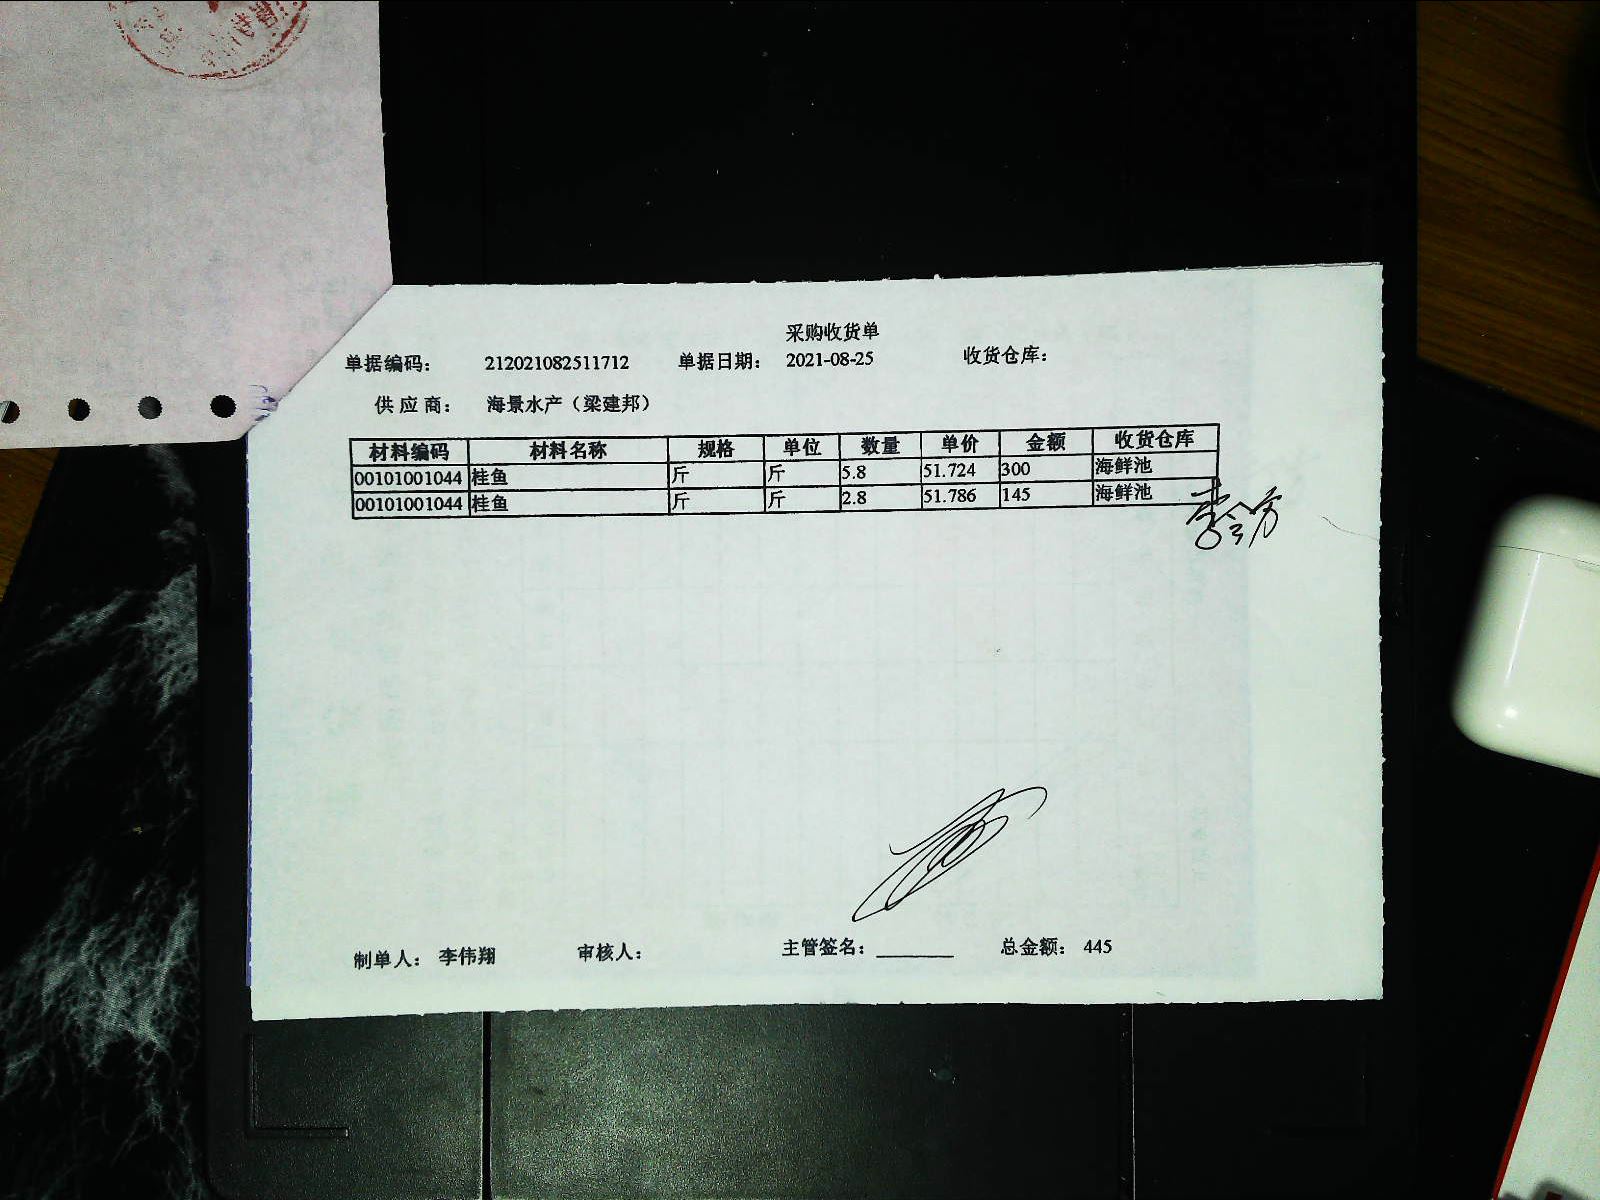 采购收货单
单据编码： 212021082511712 单据日期： 2021-08-25 收货仓库：
供应商： 海景水产（梁建邦）
材料编码 材料名称 规格 单位 数量 单价 金额 收货仓库
00101001044 桂鱼 斤 斤 5.8 51.724 300 海鲜池
00101001044 桂鱼 斤 斤 2.8 51.786 145 海鲜池
制单人： 李伟翔 审核人： 主管签名：________ 总金额： 445